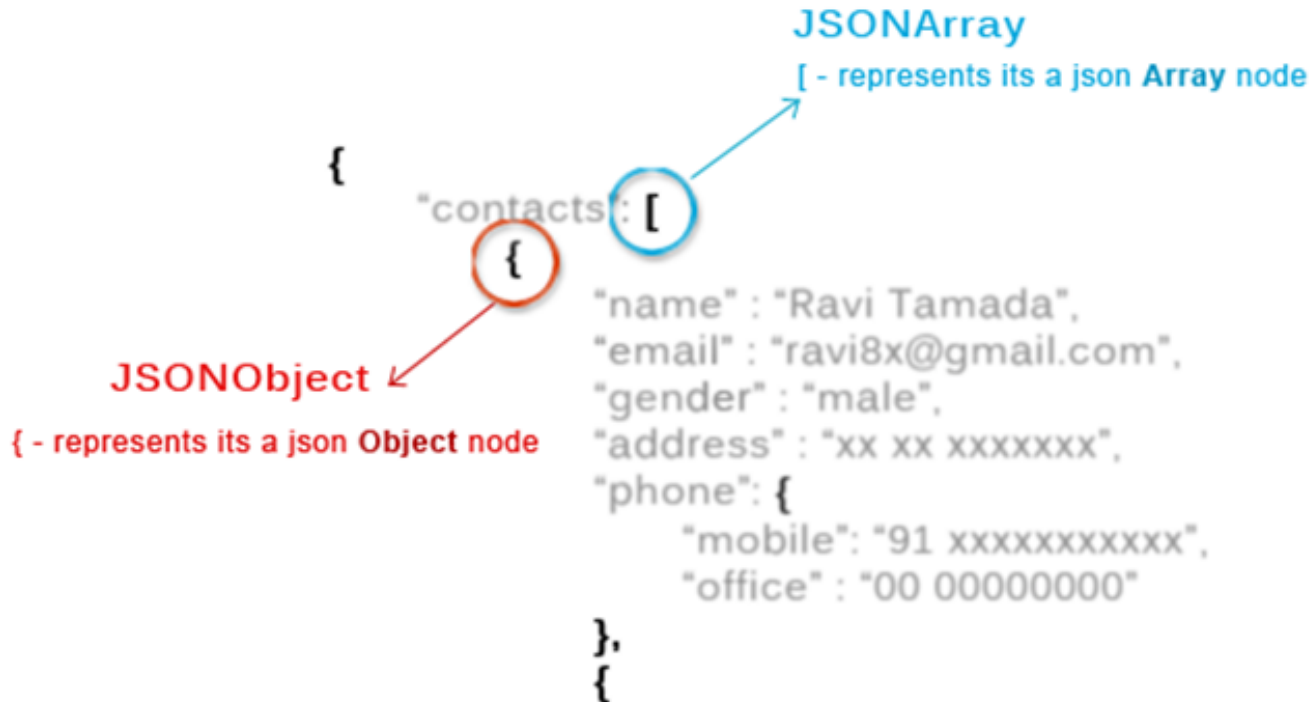 JSONArray
[ - represents its a json Array node
{
“contacts”: [
{
“name” : “Ravi Tamada”,
“email” : “ravi8x@gmail.com”,
JSONObject
“gender” : “male”,
{ - represents its a json Object node
“address” : “xx xx xxxxxxx”,
“phone”: {
“mobile”: “91 xxxxxxxxxxx”,
“office” : “00 00000000”
},
{